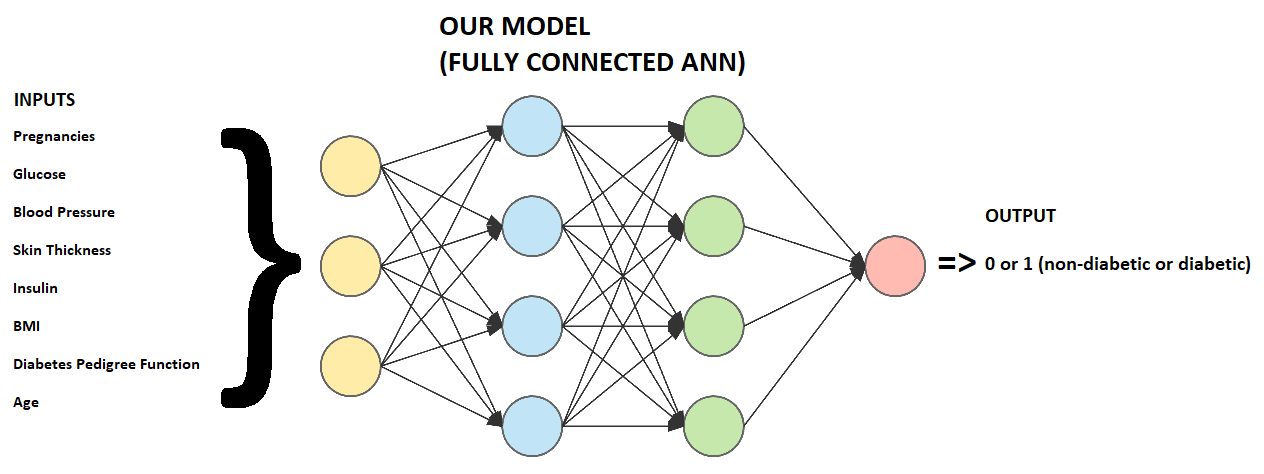 OUR MODEL
(FULLY CONNECTED ANN)
INPUTS
Pregnancies
Glucose
Blood Pressure
Skin Thickness
Insulin
BMI
Diabetes Pedigree Function
Age
OUTPUT
=> 0 or 1 (non-diabetic or diabetic)